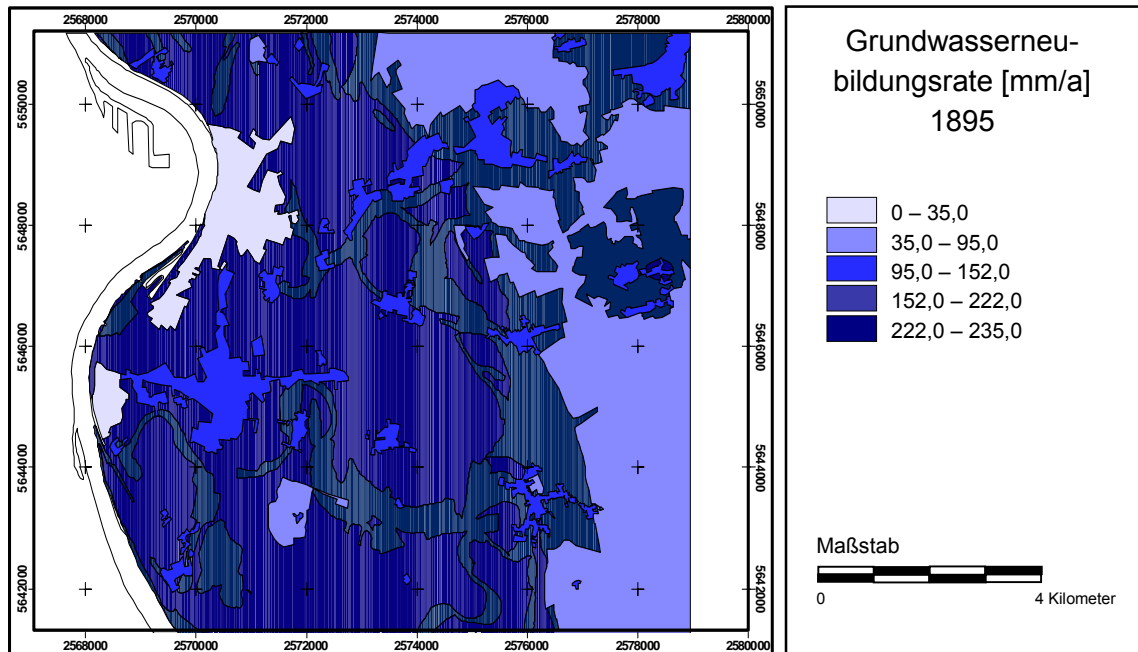 2568000 2570000 2572000 2574000 2576000 2578000 2580000
5650000 5650000
5648000 5648000
5646000 5646000
5644000 5644000
5642000 5642000
2568000 2570000 2572000 2574000 2576000 2578000 2580000
Grundwasserneu-
bildungsrate [mm/a]
1895
0 – 35,0
35,0 – 95,0
95,0 – 152,0
152,0 – 222,0
222,0 – 235,0
Maßstab
0 4 Kilometer